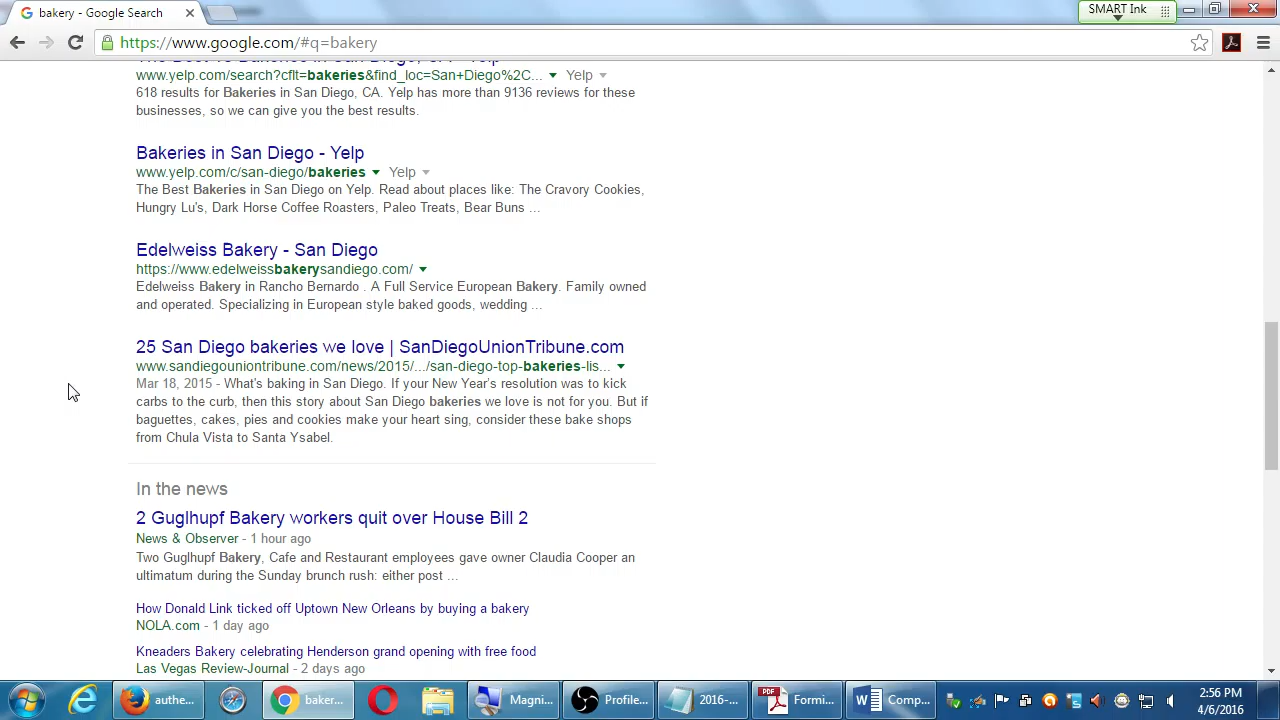 bakery - Google Search
SMART Ink
https://www.google.com/#q=bakery
www.yelp.com/search?cflt=bakeries&find_loc=San+Diego%2C... Yelp
618 results for Bakeries in San Diego, CA. Yelp has more than 9136 reviews for these
businesses, so we can give you the best results.
Bakeries in San Diego - Yelp
www.yelp.com/c/san-diego/bakeries Yelp
The Best Bakeries in San Diego on Yelp. Read about places like: The Cravory Cookies,
Hungry Lu's, Dark Horse Coffee Roasters, Paleo Treats, Bear Buns ...
Edelweiss Bakery - San Diego
https://www.edelweissbakerysandiego.com/
Edelweiss Bakery in Rancho Bernardo . A Full Service European Bakery. Family owned
and operated. Specializing in European style baked goods, wedding ...
25 San Diego bakeries we love | SanDiegoUnionTribune.com
www.sandiegouniontribune.com/news/2015/.../san-diego-top-bakeries-lis...
Mar 18, 2015 - What's baking in San Diego. If your New Year's resolution was to kick
carbs to the curb, then this story about San Diego bakeries we love is not for you. But if
baguettes, cakes, pies and cookies make your heart sing, consider these bake shops
from Chula Vista to Santa Ysabel.
In the news
2 Guglhupf Bakery workers quit over House Bill 2
News & Observer - 1 hour ago
Two Guglhupf Bakery, Cafe and Restaurant employees gave owner Claudia Cooper an
ultimatum during the Sunday brunch rush: either post ...
How Donald Link ticked off Uptown New Orleans by buying a bakery
NOLA.com - 1 day ago
Kneaders Bakery celebrating Henderson grand opening with free food
Las Vegas Review-Journal - 2 days ago
authe... baker... Magni... Profile... 2016-... PDF Formi... Comp...
2:56 PM
4/6/2016